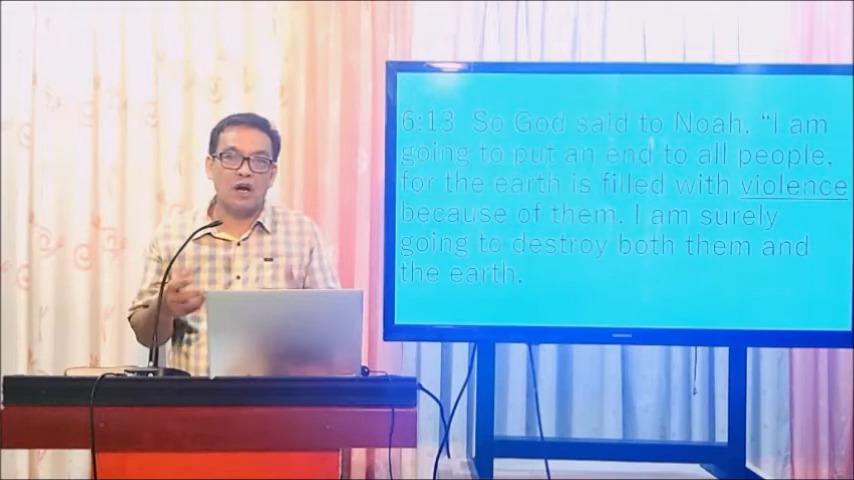 6:13 So God said to Noah, “I am
going to put an end to all people,
for the earth is filled with violence
because of them. I am surely
going to destroy both them and
the earth.